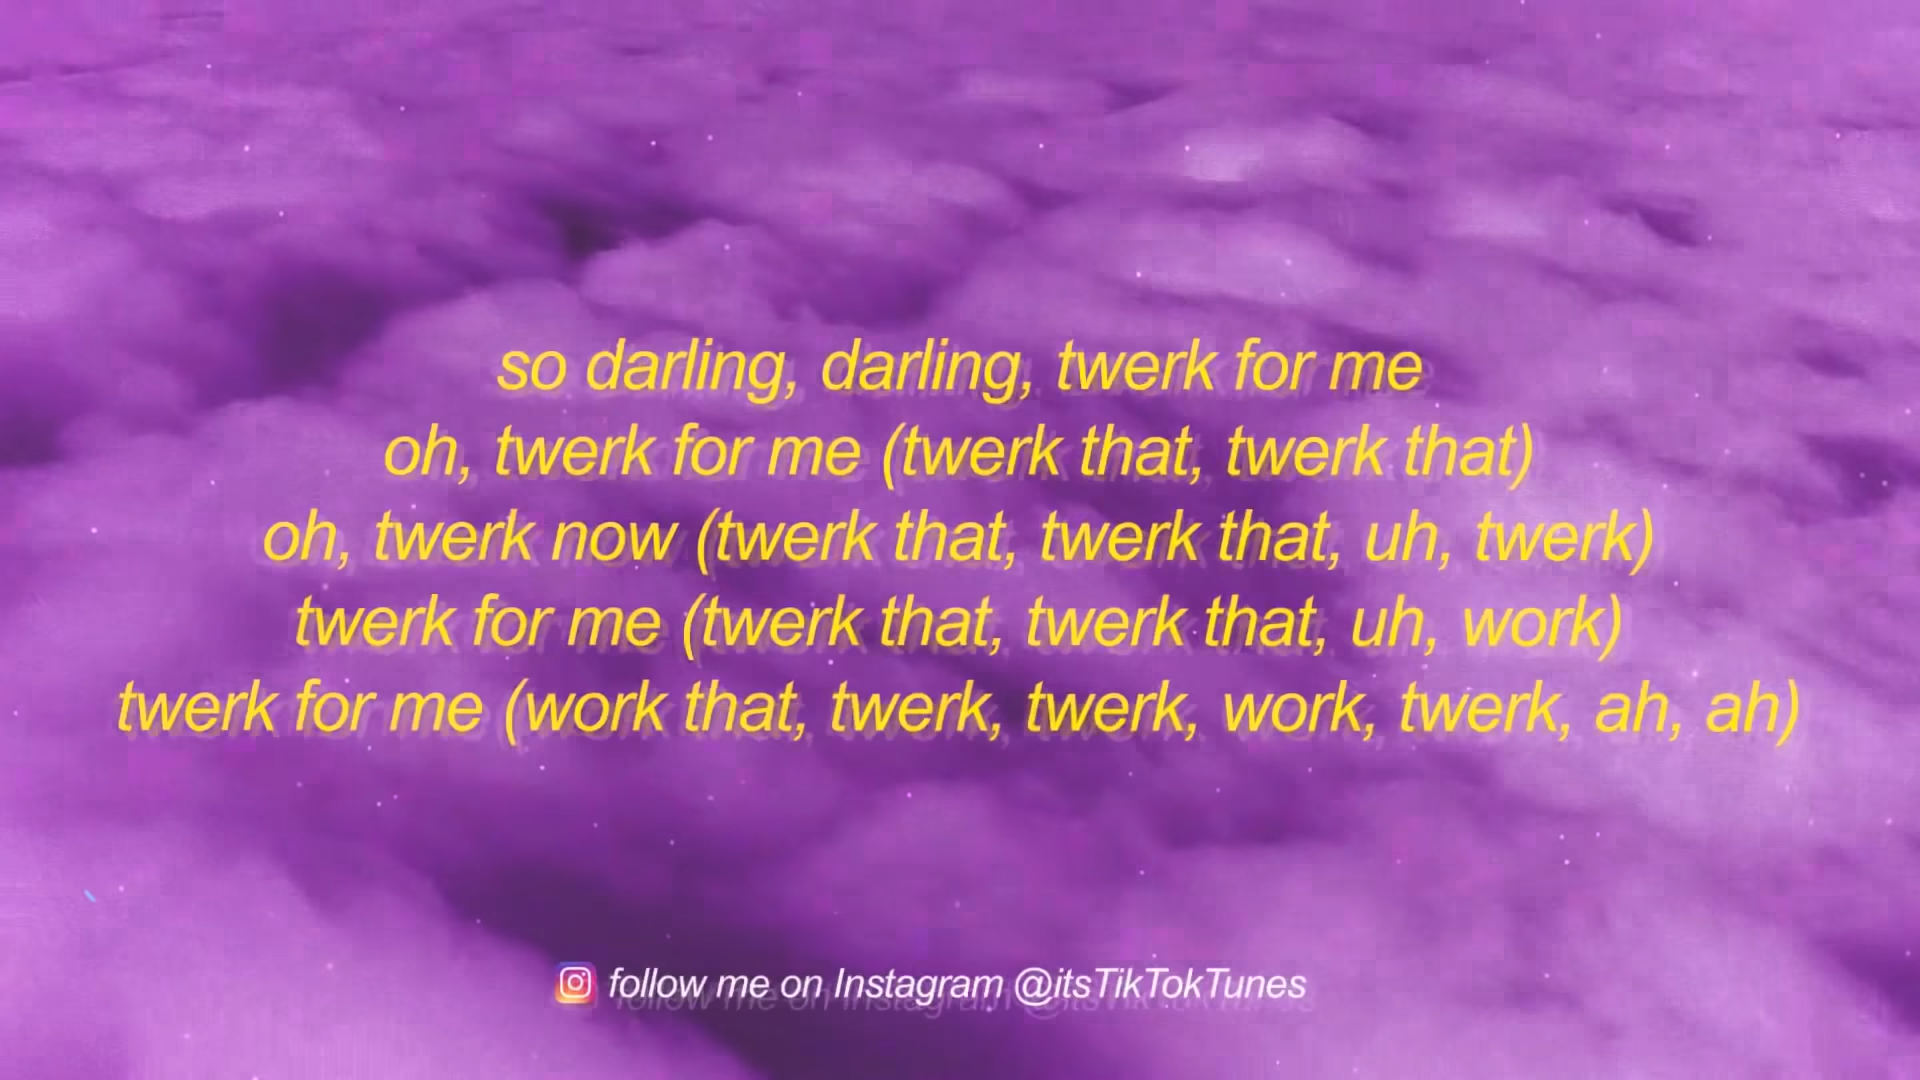 so darling, darling, twerk for me
oh, twerk for me (twerk that, twerk that)
oh, twerk now (twerk that, twerk that, uh, twerk)
twerk for me (twerk that, twerk that, uh, work)
twerk for me (work that, twerk, twerk, work, twerk, ah, ah)
follow me on Instagram @itsTikTokTunes